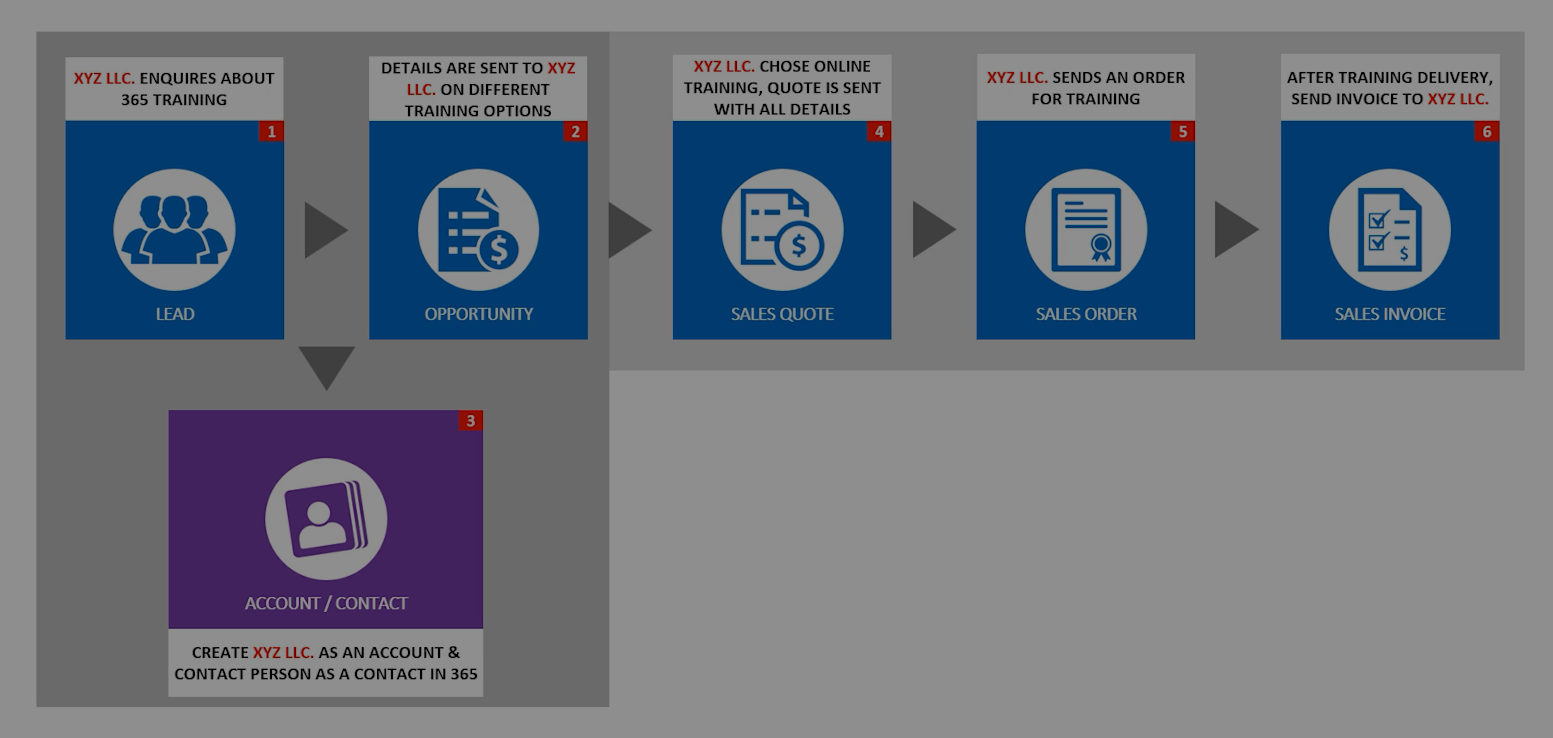 XYZ LLC. ENQUIRES ABOUT
365 TRAINING
1
LEAD
DETAILS ARE SENT TO XYZ
LLC. ON DIFFERENT
TRAINING OPTIONS
2
$
OPPORTUNITY
3
ACCOUNT / CONTACT
CREATE XYZ LLC. AS AN ACCOUNT &
CONTACT PERSON AS A CONTACT IN 365
XYZ LLC. CHOSE ONLINE
TRAINING, QUOTE IS SENT
WITH ALL DETAILS
4
$
SALES QUOTE
XYZ LLC. SENDS AN ORDER
FOR TRAINING
5
SALES ORDER
AFTER TRAINING DELIVERY,
SEND INVOICE TO XYZ LLC.
6
$
SALES INVOICE